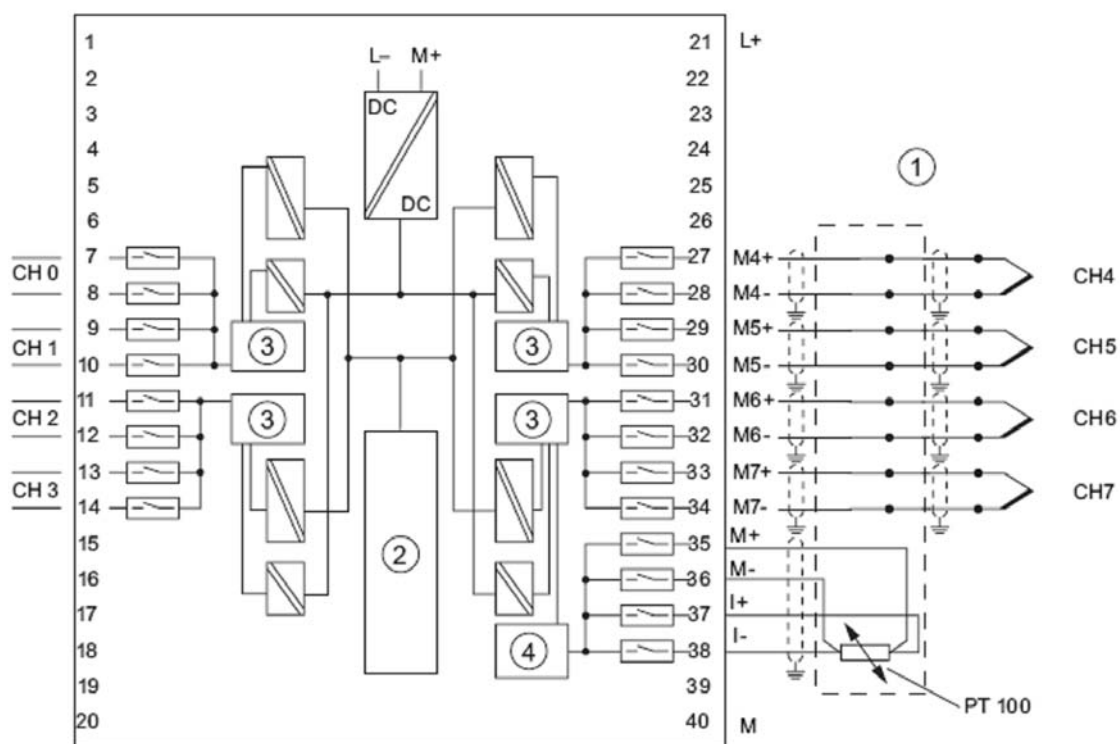 1 21 L+
L– M+
2 22
DC
3 23
4 24
①
5 25
DC
6 26
7 27 M4+
CH 0 CH4
8 28 M4-
9 29 M5+
CH 1 ③ ③ CH5
10 30 M5-
11 31 M6+
CH 2 ③ ③ CH6
12 32 M6-
13 33 M7+
CH 3 CH7
14 34 M7-
15 35 M+
②
16 36 M-
17 37 I+
18 ④ 38 I-
19 39
PT 100
20 40 M